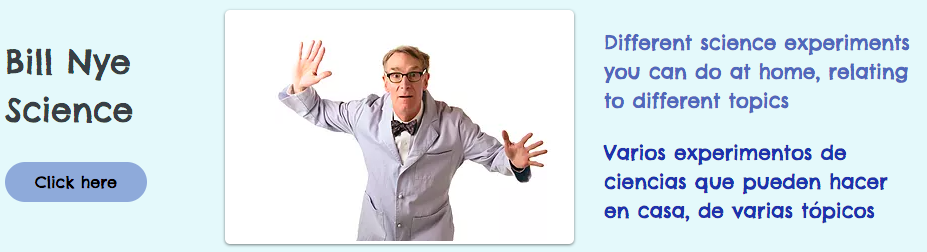 Bill Nye
Science
Click here
Different science experiments
you can do at home, relating
to different topics
Varios experimentos de
ciencias que pueden hacer
en casa, de varias tópicos